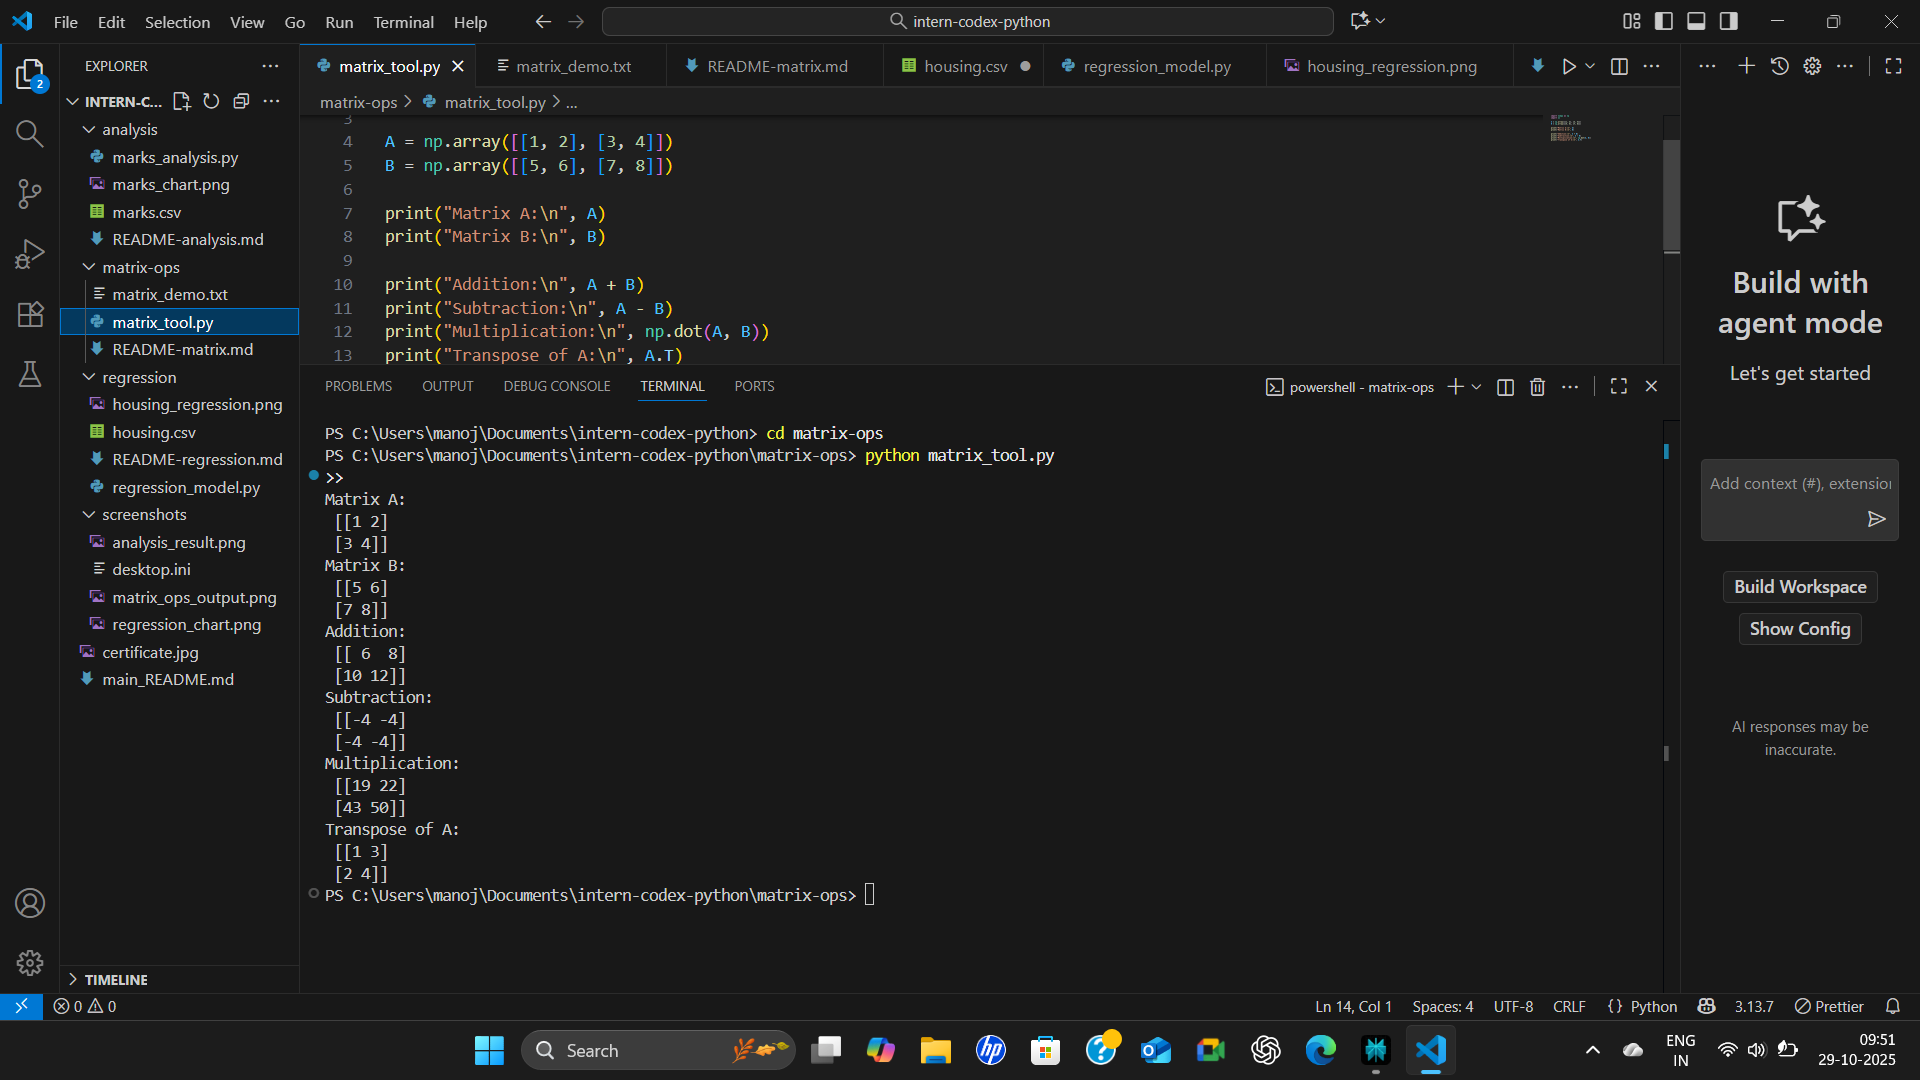 File Edit Selection View Go Run Terminal Help
intern-codex-python
EXPLORER
INTERN-C...
analysis
marks_analysis.py
marks_chart.png
marks.csv
README-analysis.md
matrix-ops
matrix_demo.txt
matrix_tool.py
README-matrix.md
regression
housing_regression.png
housing.csv
README-regression.md
regression_model.py
screenshots
analysis_result.png
desktop.ini
matrix_ops_output.png
regression_chart.png
certificate.jpg
main_README.md
TIMELINE
2
matrix_tool.py matrix_demo.txt README-matrix.md housing.csv regression_model.py housing_regression.png
matrix-ops > matrix_tool.py > ...
3
4 A = np.array([[1, 2], [3, 4]])
5 B = np.array([[5, 6], [7, 8]])
6
7 print("Matrix A:\n", A)
8 print("Matrix B:\n", B)
9
10 print("Addition:\n", A + B)
11 print("Subtraction:\n", A - B)
12 print("Multiplication:\n", np.dot(A, B))
13 print("Transpose of A:\n", A.T)
PROBLEMS OUTPUT DEBUG CONSOLE TERMINAL PORTS
powershell - matrix-ops
PS C:\Users\manoj\Documents\intern-codex-python> cd matrix-ops
PS C:\Users\manoj\Documents\intern-codex-python\matrix-ops> python matrix_tool.py
>>
Matrix A:
[[1 2]
[3 4]]
Matrix B:
[[5 6]
[7 8]]
Addition:
[[ 6  8]
[10 12]]
Subtraction:
[[-4 -4]
[-4 -4]]
Multiplication:
[[19 22]
[43 50]]
Transpose of A:
[[1 3]
[2 4]]
PS C:\Users\manoj\Documents\intern-codex-python\matrix-ops>
Build with
agent mode
Let's get started
Add context (#), extension
Build Workspace
Show Config
AI responses may be
inaccurate.
0 0
Ln 14, Col 1 Spaces: 4 UTF-8 CRLF {} Python 3.13.7 Prettier
Search
hp
ENG
IN
09:51
29-10-2025